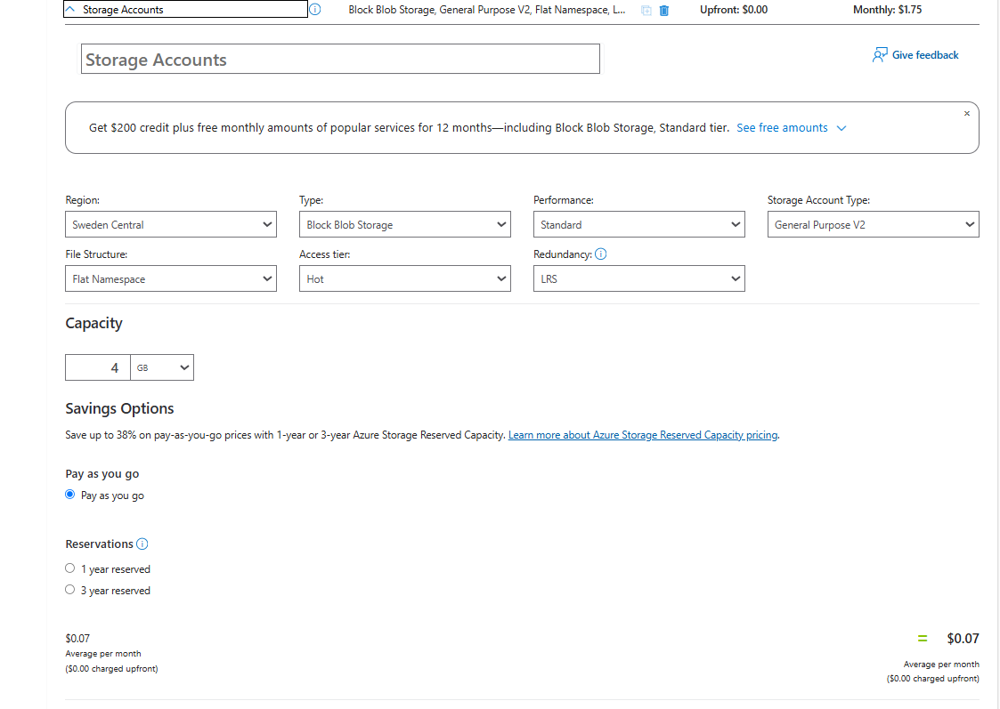 Storage Accounts
Block Blob Storage, General Purpose V2, Flat Namespace, L...
Upfront: $0.00
Monthly: $1.75
Storage Accounts
Give feedback
Get $200 credit plus free monthly amounts of popular services for 12 months—including Block Blob Storage, Standard tier. See free amounts
Region:
Type:
Performance:
Storage Account Type:
Sweden Central
Block Blob Storage
Standard
General Purpose V2
File Structure:
Access tier:
Redundancy:
Flat Namespace
Hot
LRS
Capacity
4 GB
Savings Options
Save up to 38% on pay-as-you-go prices with 1-year or 3-year Azure Storage Reserved Capacity. Learn more about Azure Storage Reserved Capacity pricing.
Pay as you go
Pay as you go
Reservations
1 year reserved
3 year reserved
$0.07
Average per month
($0.00 charged upfront)
= $0.07
Average per month
($0.00 charged upfront)